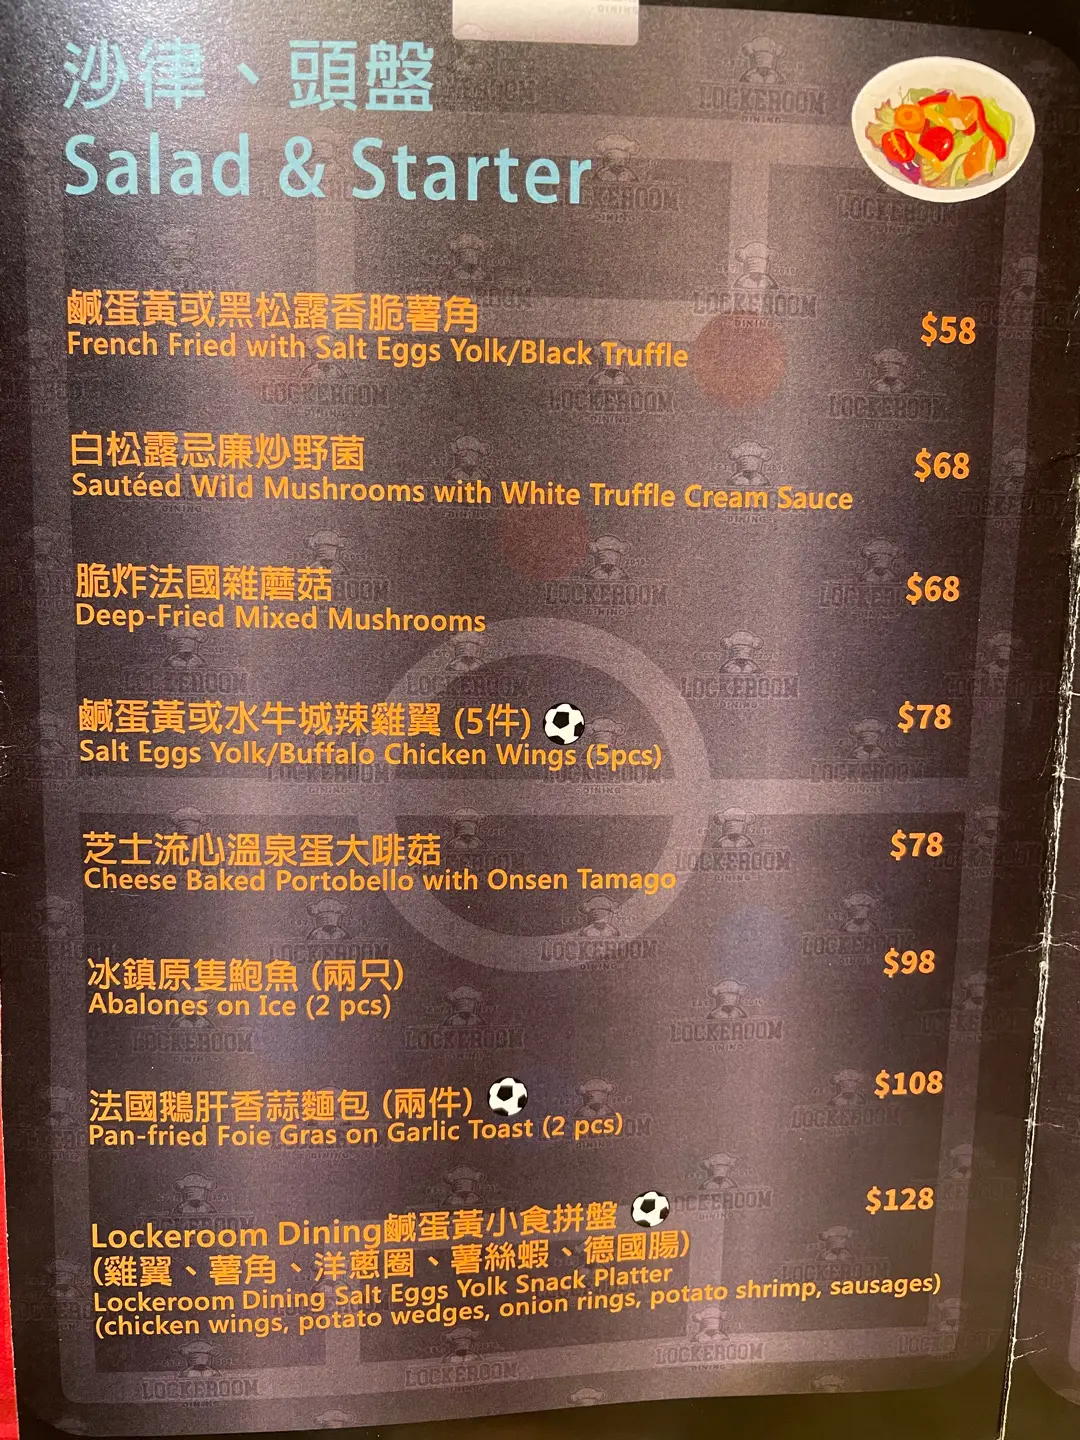 沙律、頭盤
Salad & Starter
鹹蛋黃或黑松露香脆薯角
French Fried with Salt Eggs Yolk/Black Truffle
$58
白松露忌廉炒野菌
Sautéed Wild Mushrooms with White Truffle Cream Sauce
$68
脆炸法國雜蘑菇
Deep-Fried Mixed Mushrooms
$68
鹹蛋黃或水牛城辣雞翼 (5件)
Salt Eggs Yolk/Buffalo Chicken Wings (5pcs)
$78
芝士流心溫泉蛋大啡菇
Cheese Baked Portobello with Onsen Tamago
$78
冰鎮原隻鮑魚 (兩只)
Abalones on Ice (2 pcs)
$98
法國鵝肝香蒜麵包 (兩件)
Pan-fried Foie Gras on Garlic Toast (2 pcs)
$108
Lockeroom Dining鹹蛋黃小食拼盤
(雞翼、薯角、洋蔥圈、薯絲蝦、德國腸)
Lockeroom Dining Salt Eggs Yolk Snack Platter
(chicken wings, potato wedges, onion rings, potato shrimp, sausages)
$128